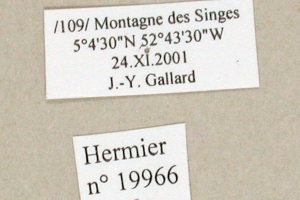 /109/ Montagne des Singes
5°4'30"N 52°43'30"W
24.XI.2001
J.-Y. Gallard
Hermier
n° 19966